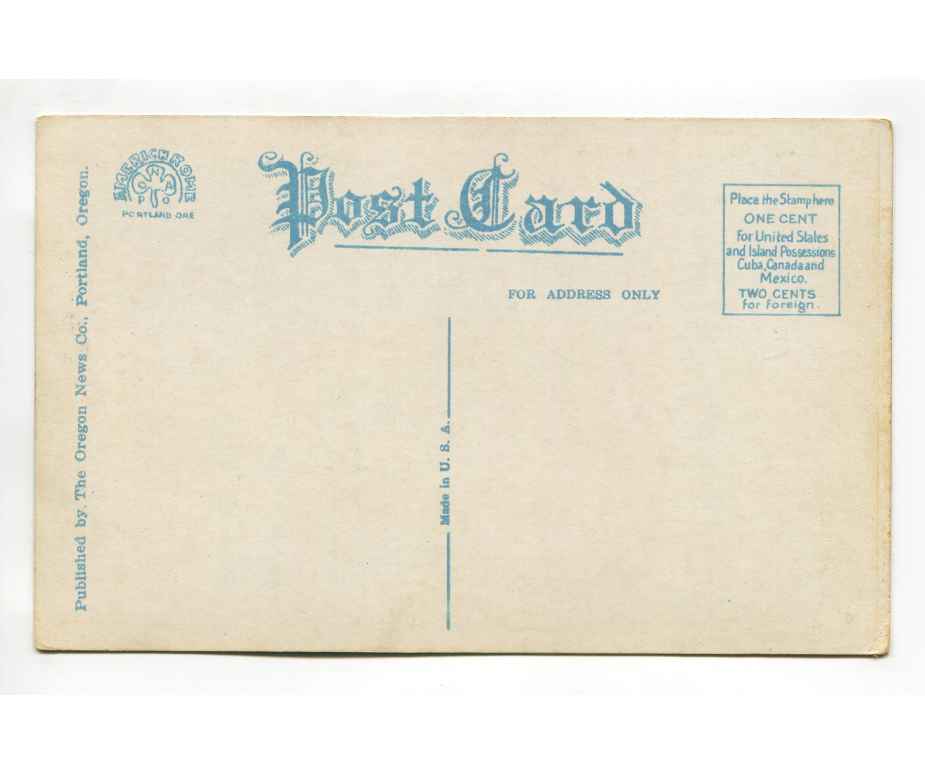 AMERICHROME
PORTLAND ORE
Post Card
Place the Stamp here
ONE CENT
for United States
and Island Possessions
Cuba, Canada and
Mexico.
TWO CENTS
for Foreign.
FOR ADDRESS ONLY
Published by The Oregon News Co., Portland, Oregon.
Made in U. S. A.